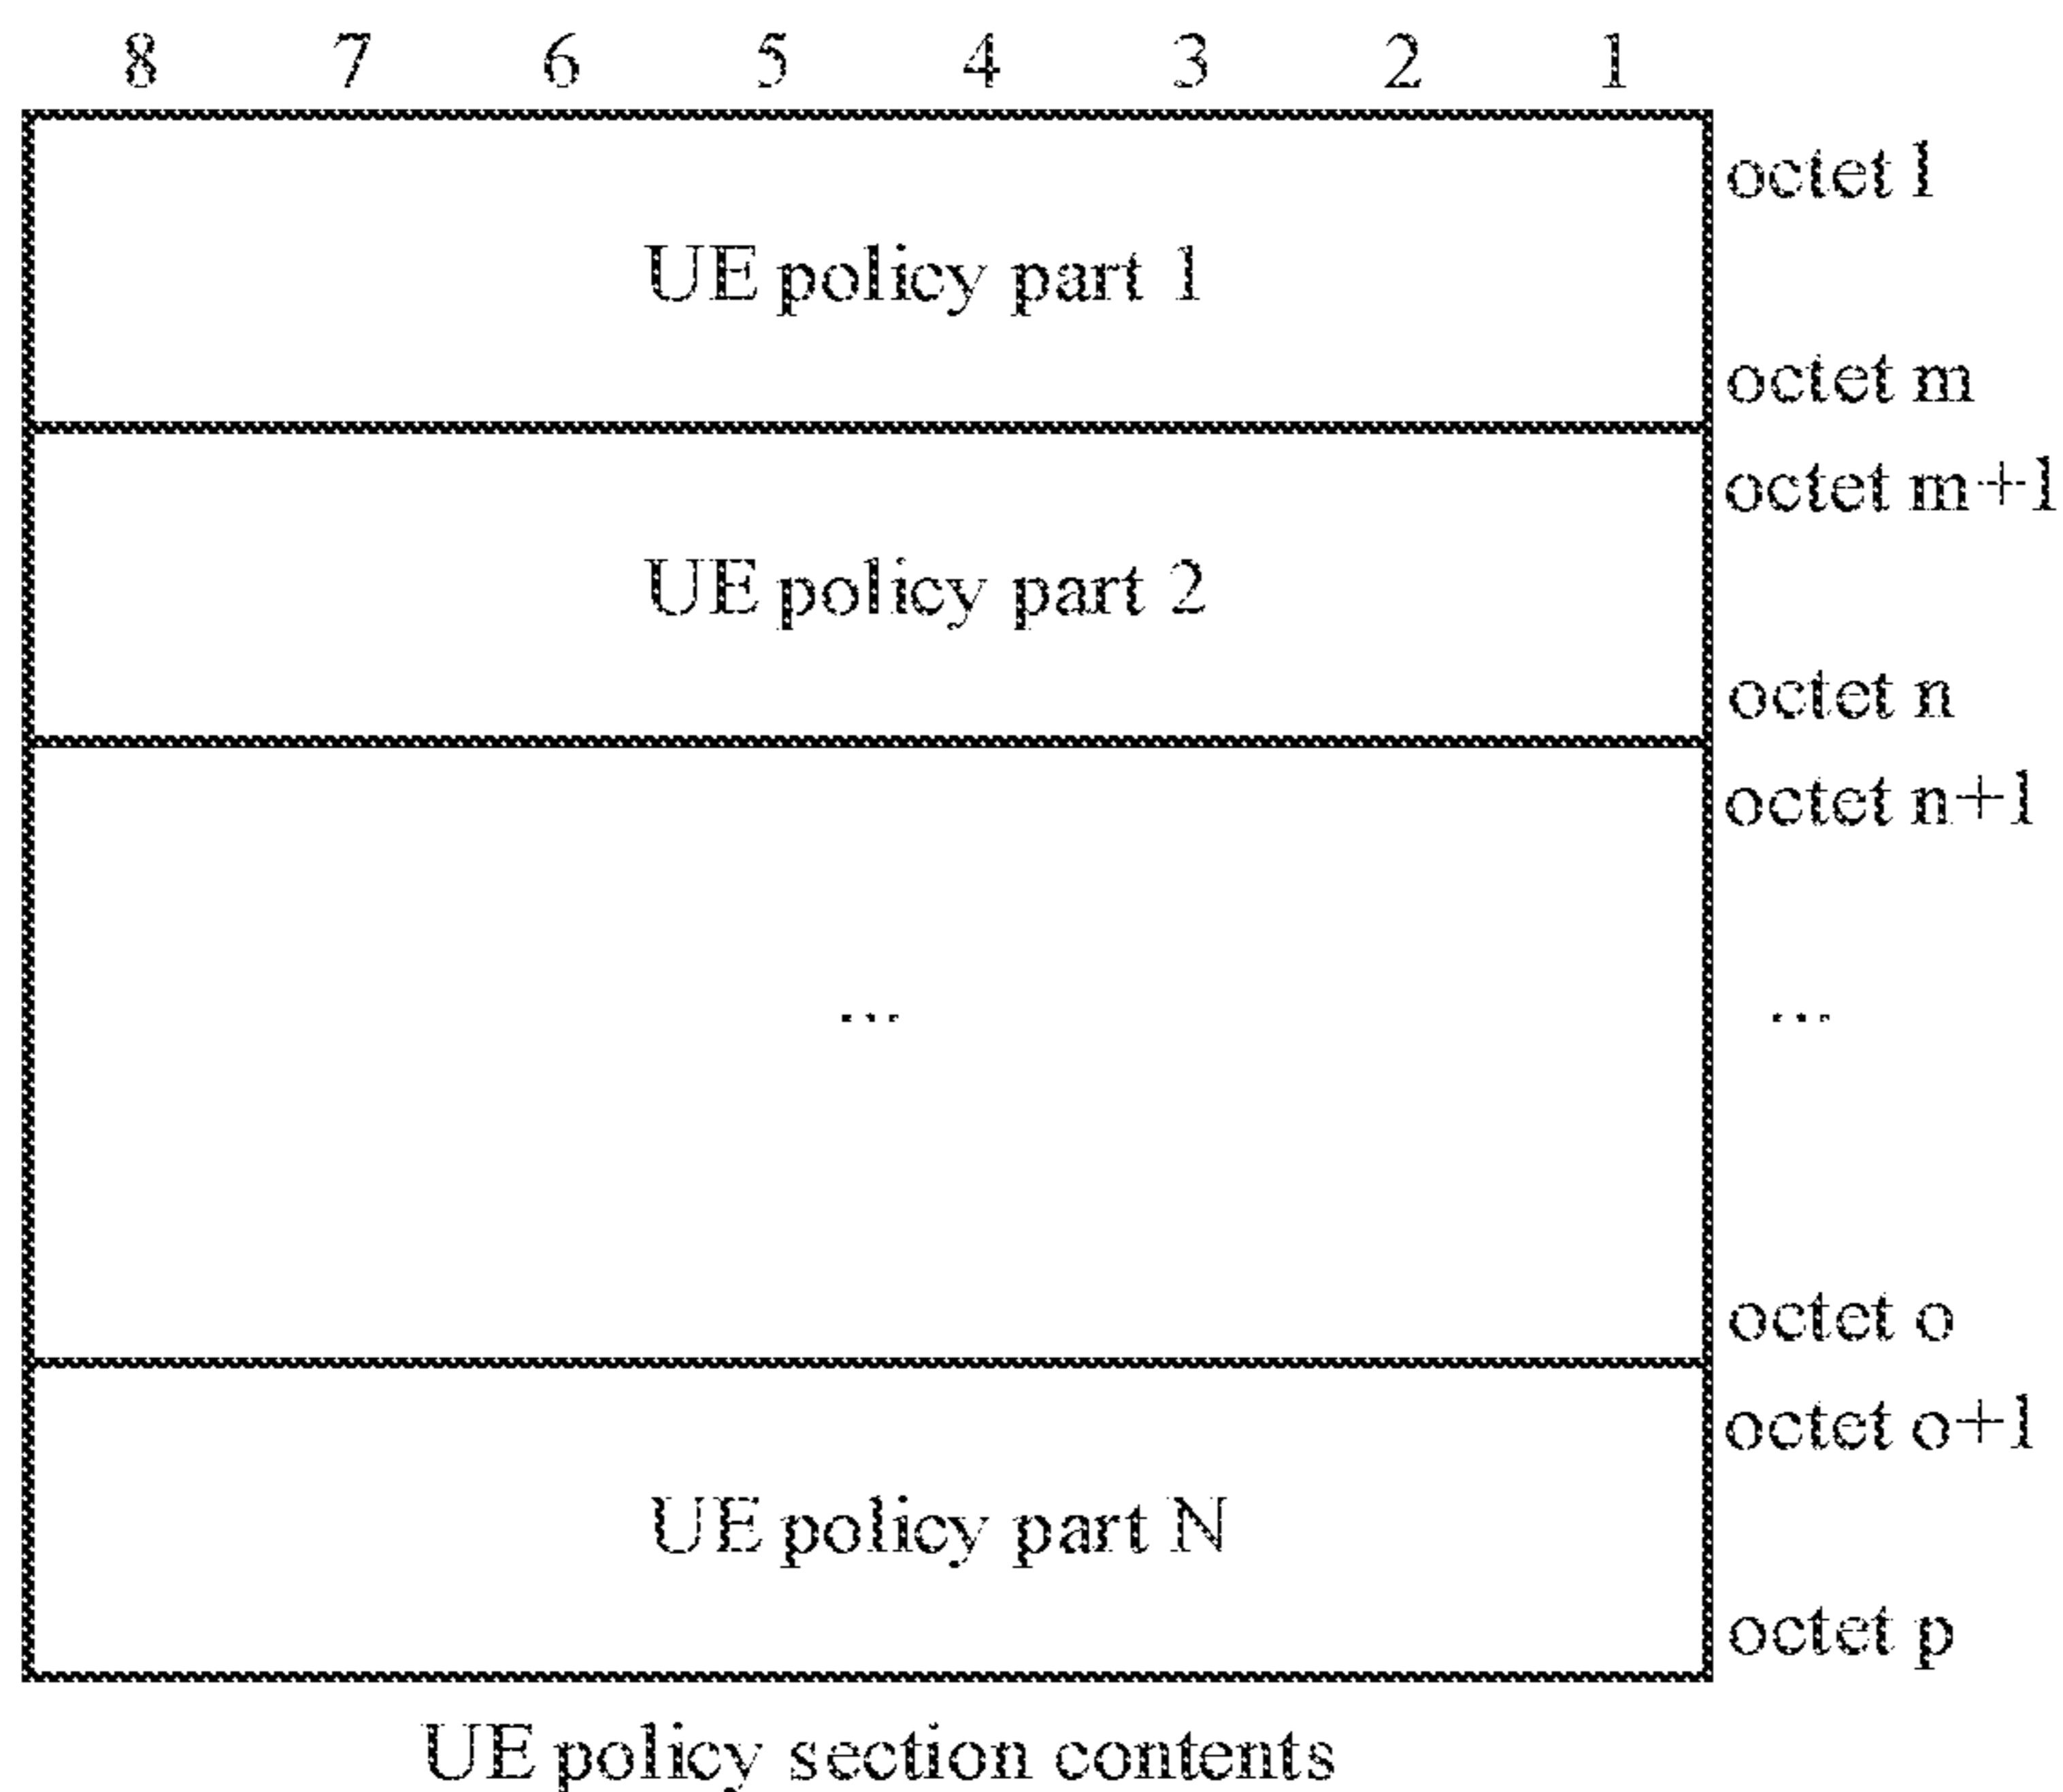 8 7 6 5 4 3 2 1
octet l
UE policy part 1
octet m
octet m+1
UE policy part 2
octet n
octet n+1
... ...
octet o
octet o+1
UE policy part N
octet p
UE policy section contents